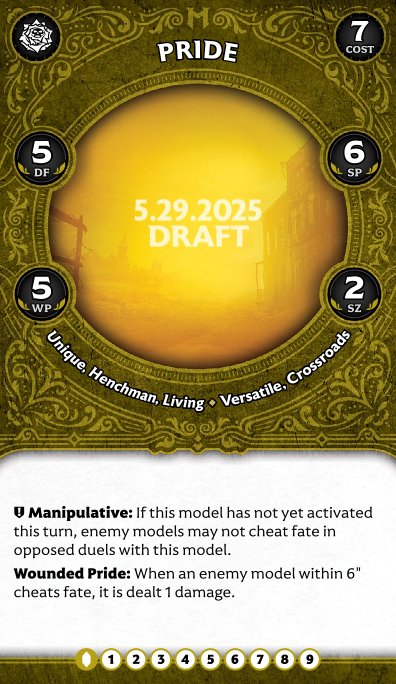 M
PRIDE
7
COST
5
DF
6
SP
5.29.2025
DRAFT
5
WP
2
SZ
Unique, Henchman, Living ◆ Versatile, Crossroads
Manipulative: If this model has not yet activated
this turn, enemy models may not cheat fate in
opposed duels with this model.
Wounded Pride: When an enemy model within 6"
cheats fate, it is dealt 1 damage.
1 2 3 4 5 6 7 8 9